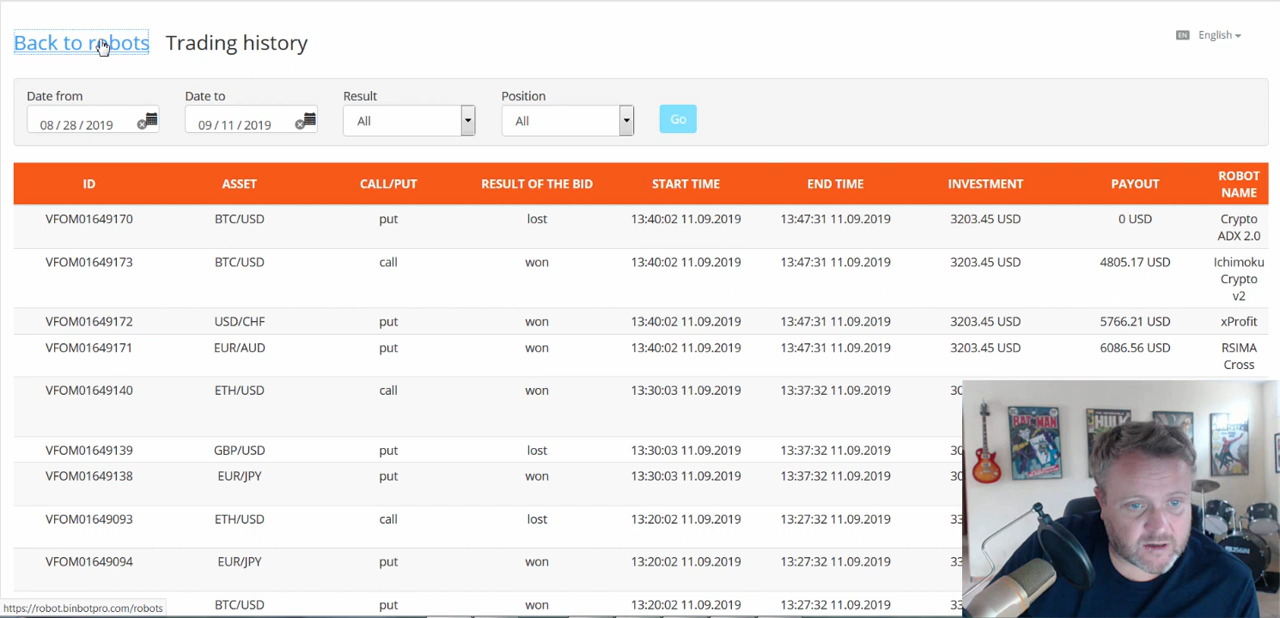 Back to robots Trading history
EN English
Date from Date to Result Position
08 / 28 / 2019 09 / 11 / 2019 All All Go
ID ASSET CALL/PUT RESULT OF THE BID START TIME END TIME INVESTMENT PAYOUT ROBOT NAME
VFOM01649170 BTC/USD put lost 13:40:02 11.09.2019 13:47:31 11.09.2019 3203.45 USD 0 USD Crypto
ADX 2.0
VFOM01649173 BTC/USD call won 13:40:02 11.09.2019 13:47:31 11.09.2019 3203.45 USD 4805.17 USD Ichimoku
Crypto
v2
VFOM01649172 USD/CHF put won 13:40:02 11.09.2019 13:47:31 11.09.2019 3203.45 USD 5766.21 USD xProfit
VFOM01649171 EUR/AUD put won 13:40:02 11.09.2019 13:47:31 11.09.2019 3203.45 USD 6086.56 USD RSIMA
Cross
VFOM01649140 ETH/USD call won 13:30:03 11.09.2019 13:37:32 11.09.2019 30
VFOM01649139 GBP/USD put lost 13:30:03 11.09.2019 13:37:32 11.09.2019 30
VFOM01649138 EUR/JPY put won 13:30:03 11.09.2019 13:37:32 11.09.2019 30
VFOM01649093 ETH/USD call lost 13:20:02 11.09.2019 13:27:32 11.09.2019 33
VFOM01649094 EUR/JPY put won 13:20:02 11.09.2019 13:27:32 11.09.2019 33
BTC/USD put won 13:20:02 11.09.2019 13:27:32 11.09.2019 33
https://robot.binbotpro.com/robots
BATMAN
HULK